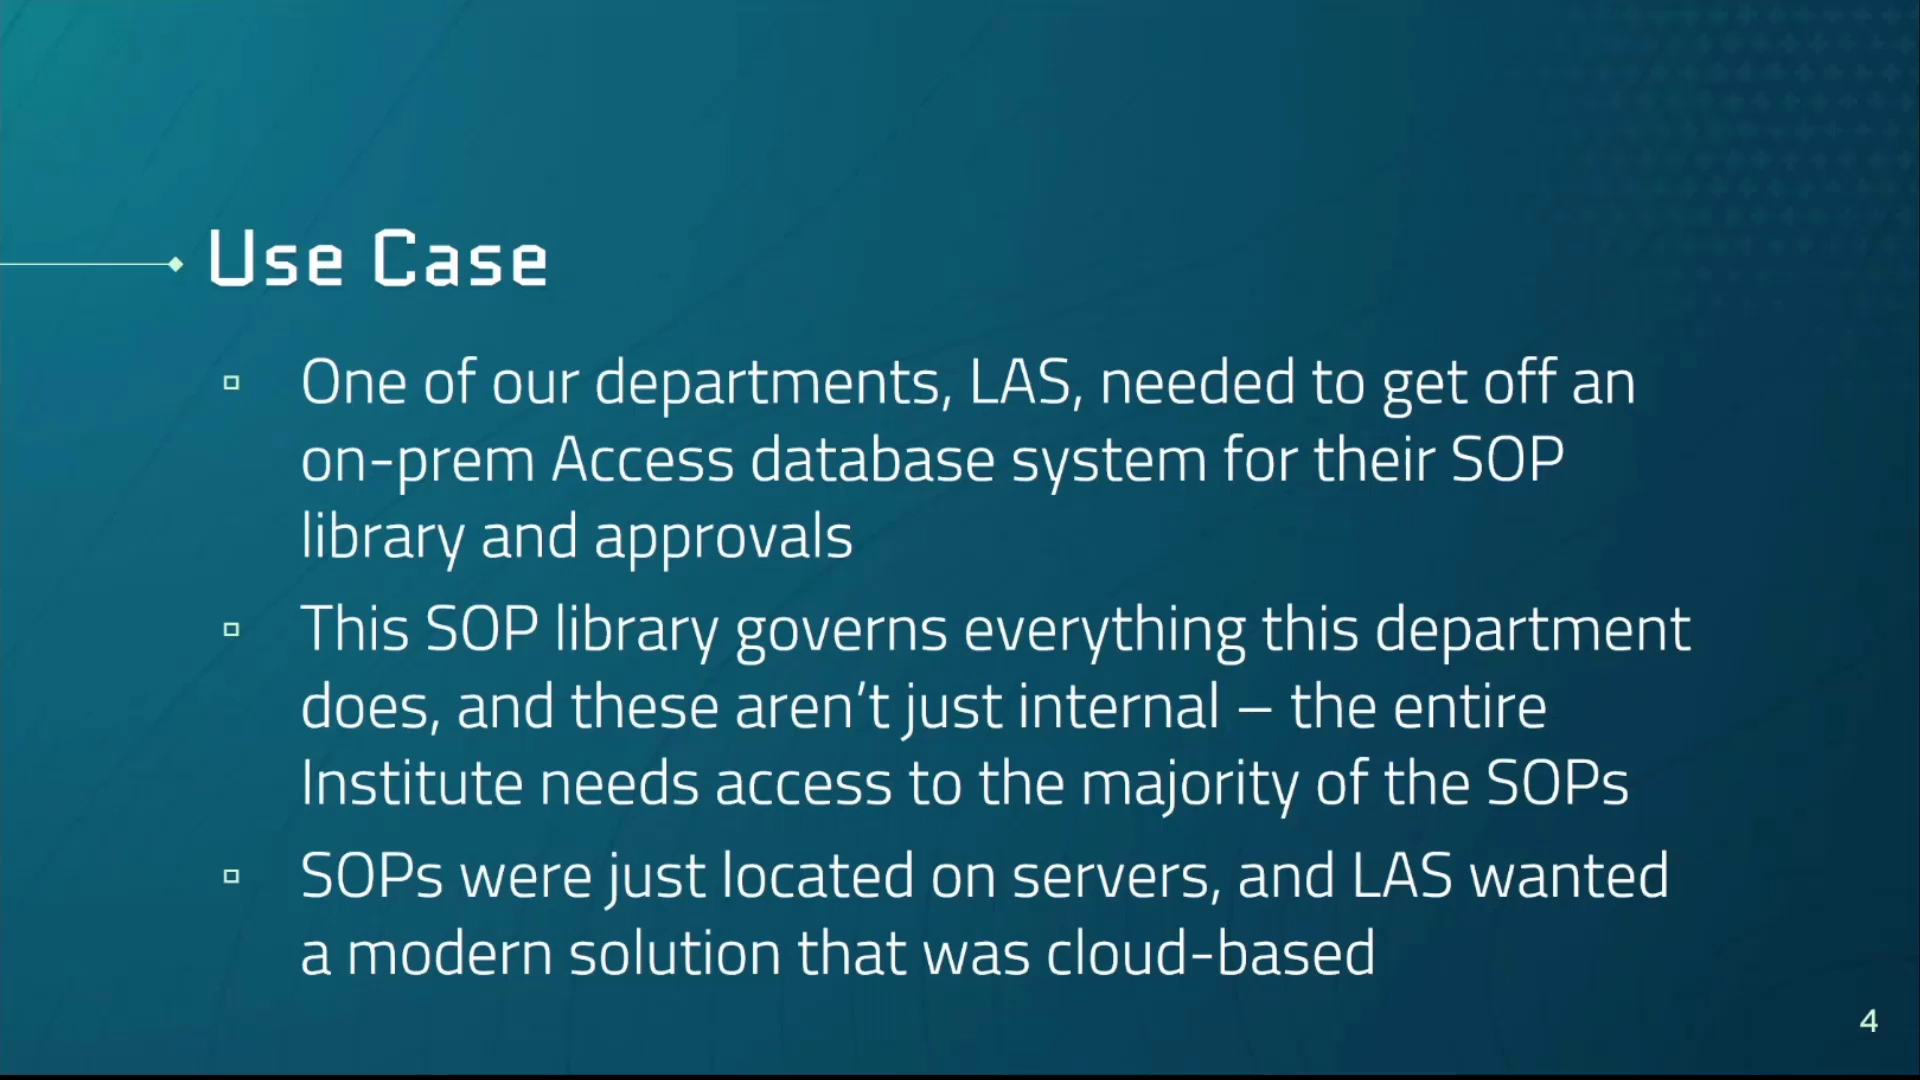 Use Case
One of our departments, LAS, needed to get off an
on-prem Access database system for their SOP
library and approvals
This SOP library governs everything this department
does, and these aren’t just internal – the entire
Institute needs access to the majority of the SOPs
SOPs were just located on servers, and LAS wanted
a modern solution that was cloud-based
4